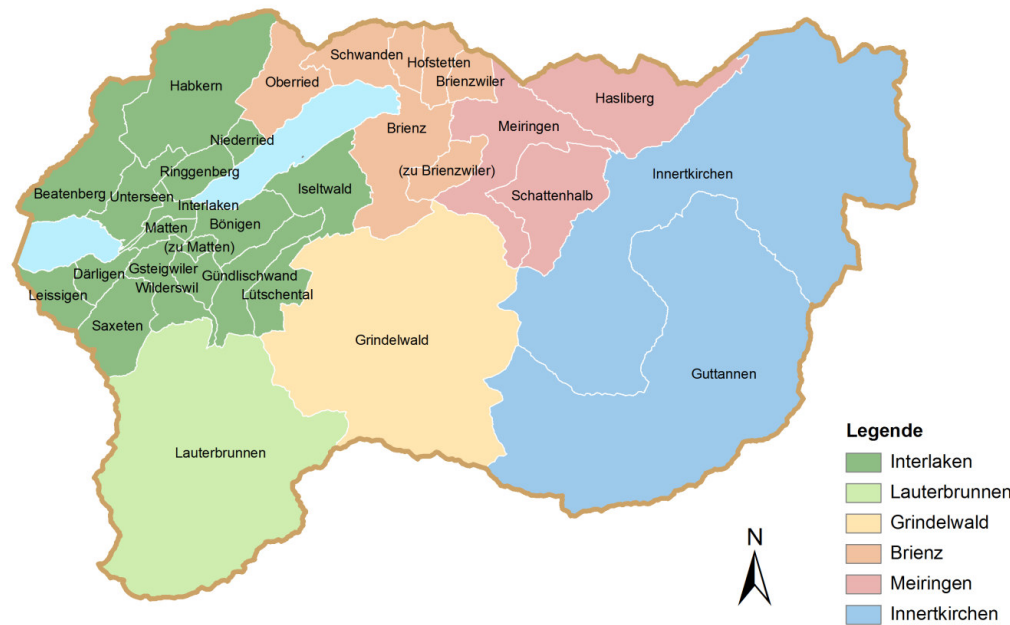 Schwanden
Hofstetten
Oberried
Brienzwiler
Habkern
Hasliberg
Brienz
Meiringen
Niederried
Ringgenberg
(zu Brienzwiler)
Innertkirchen
Iseltwald
Schattenhalb
Beatenberg
Unterseen
Interlaken
Matten
Bönigen
(zu Matten)
Därligen
Gsteigwiler
Gündlischwand
Leissigen
Wilderswil
Lütschental
Saxeten
Grindelwald
Guttannen
Lauterbrunnen
Legende
Interlaken
Lauterbrunnen
Grindelwald
Brienz
Meiringen
Innertkirchen
N